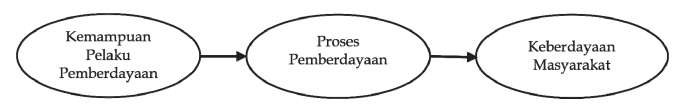 Kemampuan
Pelaku
Pemberdayaan
Proses
Pemberdayaan
Keberdayaan
Masyarakat